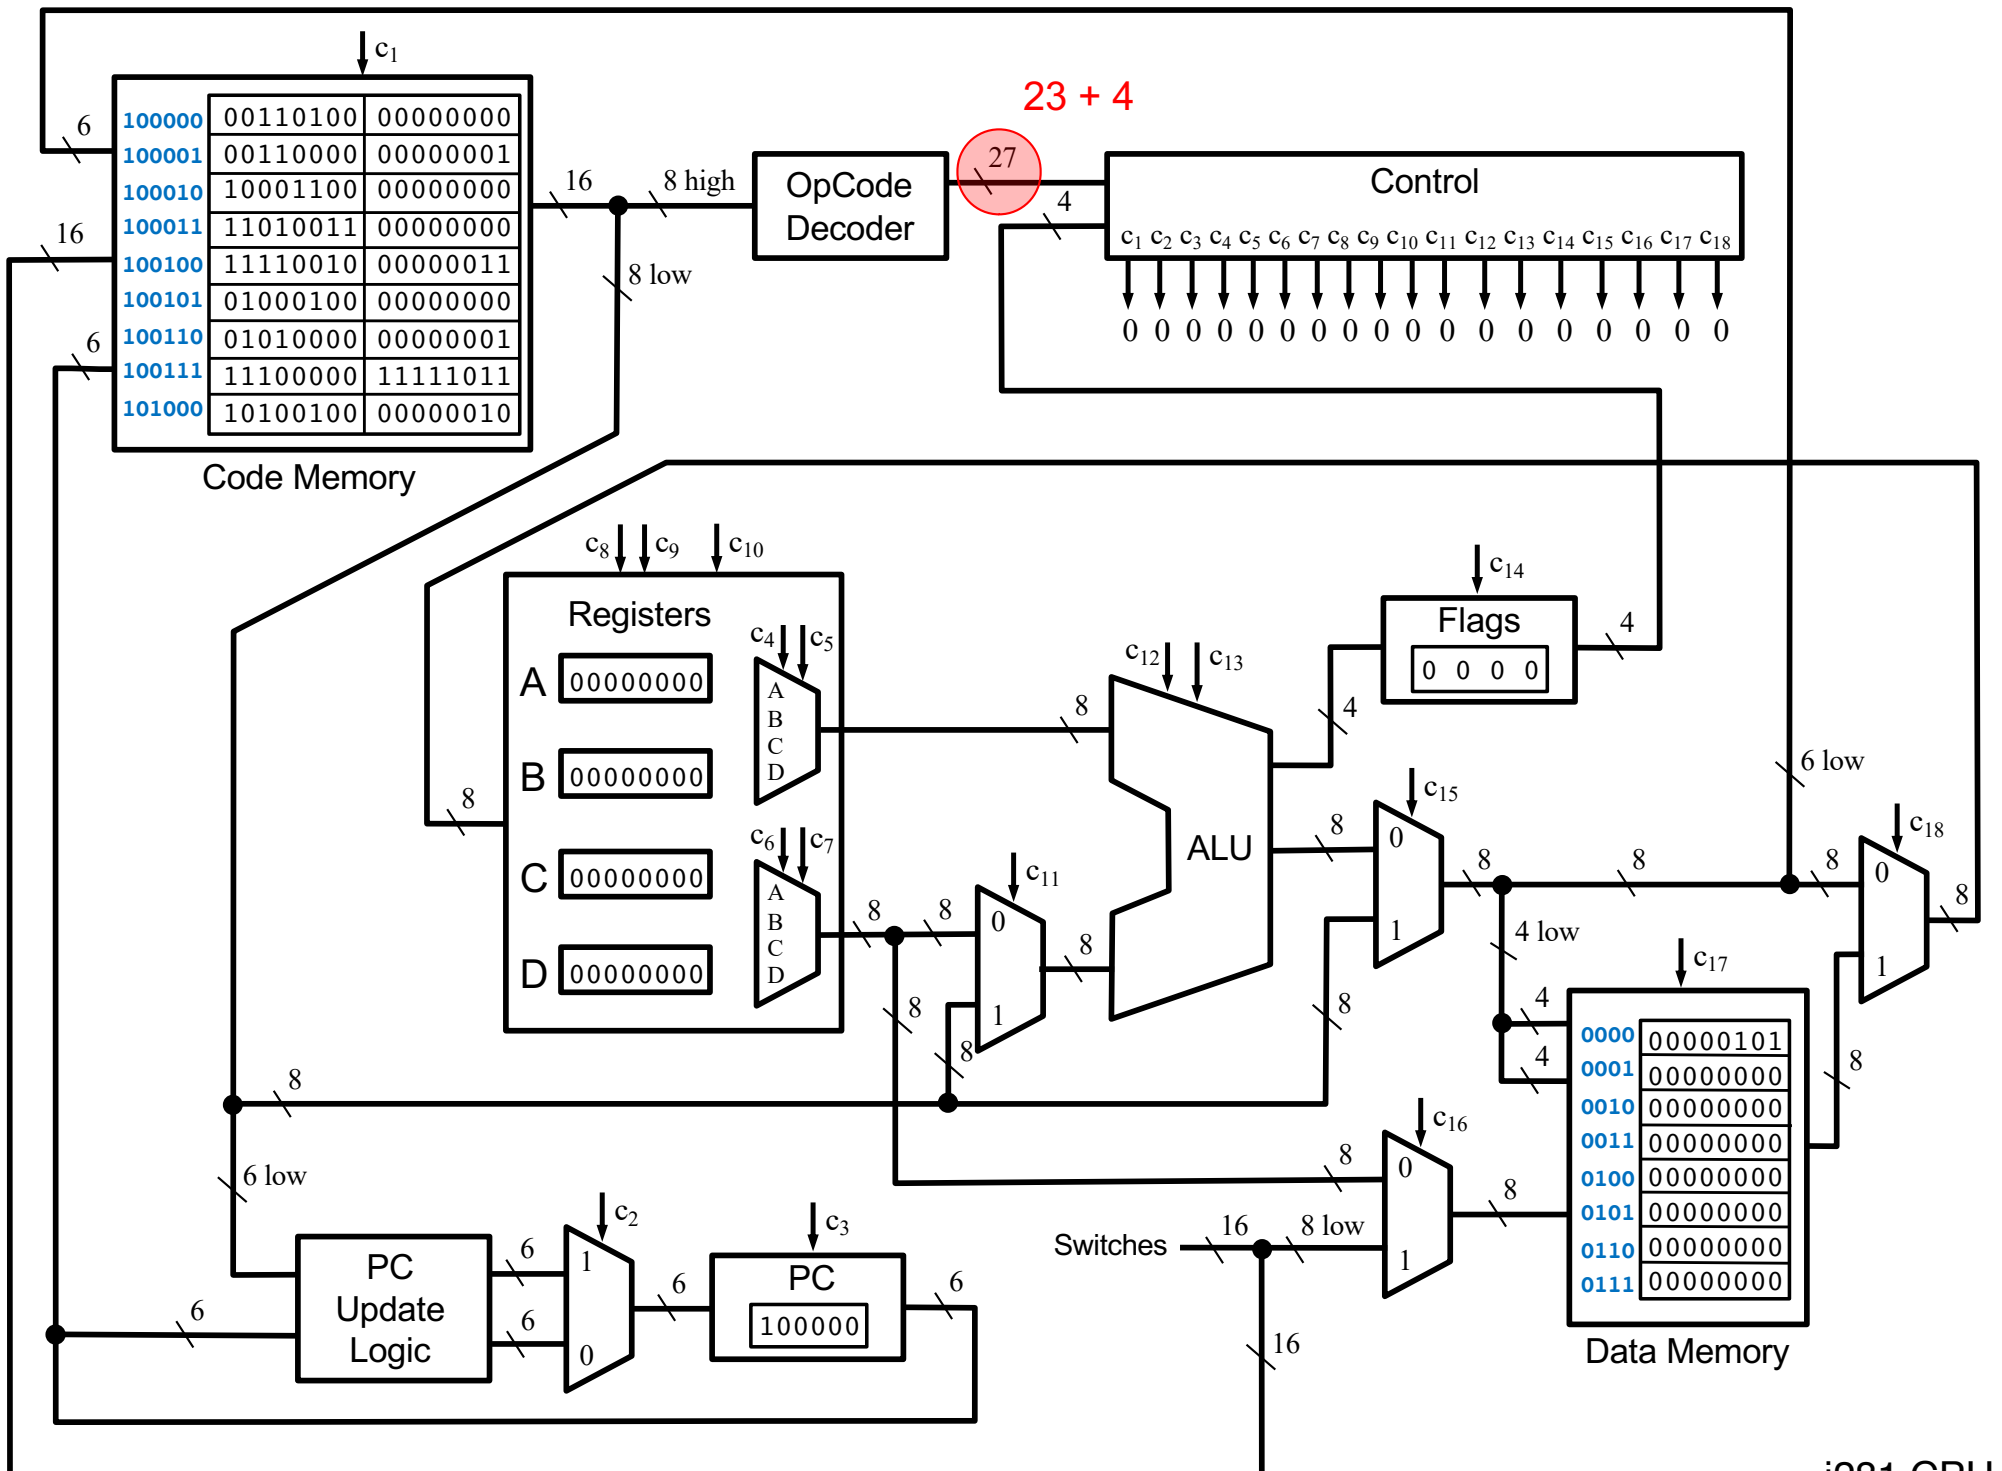 c1
23 + 4
6
100000 00110100 00000000
100001 00110000 00000001
100010 10001100 00000000
100011 11010011 00000000
100100 11110010 00000011
100101 01000100 00000000
100110 01010000 00000001
100111 11100000 11111011
101000 10100100 00000010
16
6
Code Memory
16
8 high
8 low
OpCode
Decoder
27
4
Control
c1 c2 c3 c4 c5 c6 c7 c8 c9 c10 c11 c12 c13 c14 c15 c16 c17 c18
0 0 0 0 0 0 0 0 0 0 0 0 0 0 0 0 0 0
c8 c9 c10
Registers
A 00000000
B 00000000
C 00000000
D 00000000
8
c4 c5
A
B
C
D
c6 c7
A
B
C
D
8
8
8
8
c11
0
1
8
8
c12 c13
ALU
c14
Flags
0 0 0 0
4
4
8
c15
0
1
8
8
8
8
6 low
8
c18
0
1
8
4 low
4
4
c17
0000 00000101
0001 00000000
0010 00000000
0011 00000000
0100 00000000
0101 00000000
0110 00000000
0111 00000000
Data Memory
8
8
c16
0
1
8
8
Switches
16
8 low
16
6 low
6
PC
Update
Logic
6
6
c2
1
0
6
c3
PC
100000
6